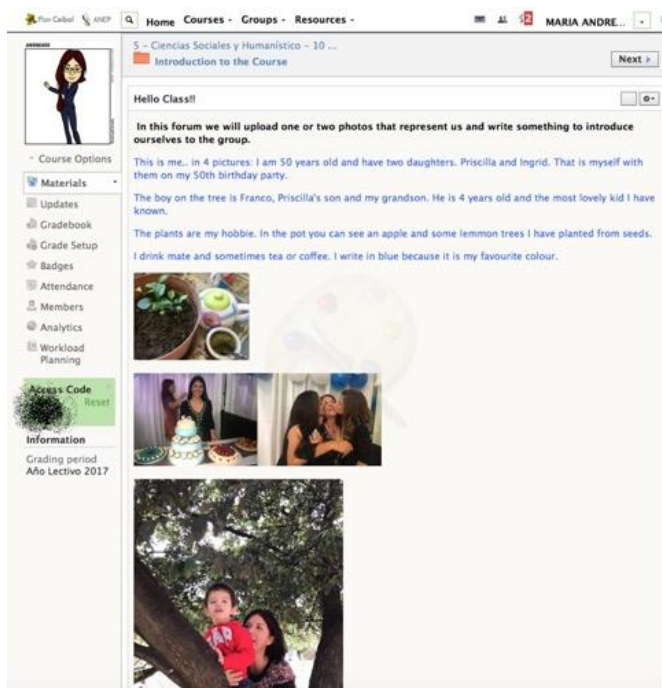 Plan Ceibal ANEP Home Courses Groups Resources 2 MARIA ANDRE...
5 - Ciencias Sociales y Humanístico - 10 ...
Introduction to the Course
Next
Course Options
Materials
Updates
Gradebook
Grade Setup
Badges
Attendance
Members
Analytics
Workload
Planning
Access Code
Reset
Information
Grading period
Año Lectivo 2017
Hello Class!!
In this forum we will upload one or two photos that represent us and write something to introduce
ourselves to the group.
This is me.. in 4 pictures: I am 50 years old and have two daughters. Priscilla and Ingrid. That is myself with
them on my 50th birthday party.
The boy on the tree is Franco, Priscilla's son and my grandson. He is 4 years old and the most lovely kid I have
known.
The plants are my hobbie. In the pot you can see an apple and some lemmon trees I have planted from seeds.
I drink mate and sometimes tea or coffee. I write in blue because it is my favourite colour.